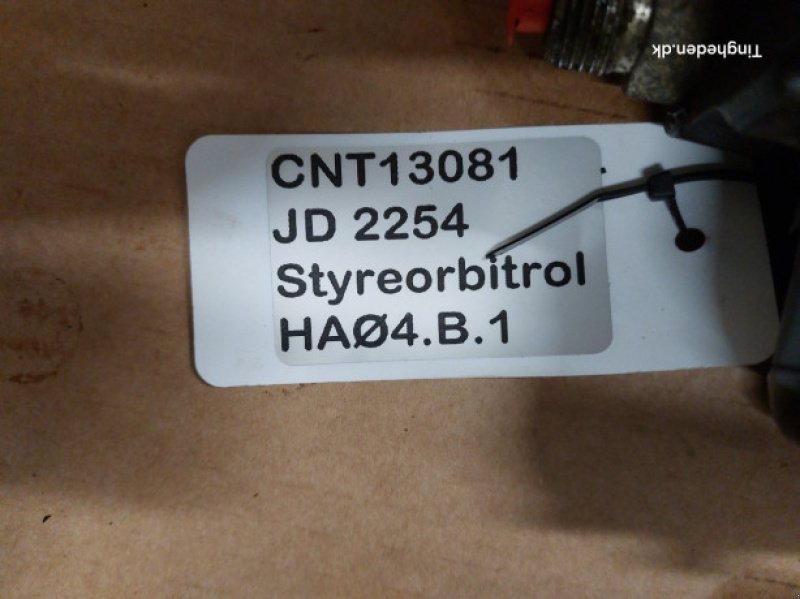 Tingheden.dk
CNT13081
JD 2254
Styreorbitrol
HAØ4.B.1